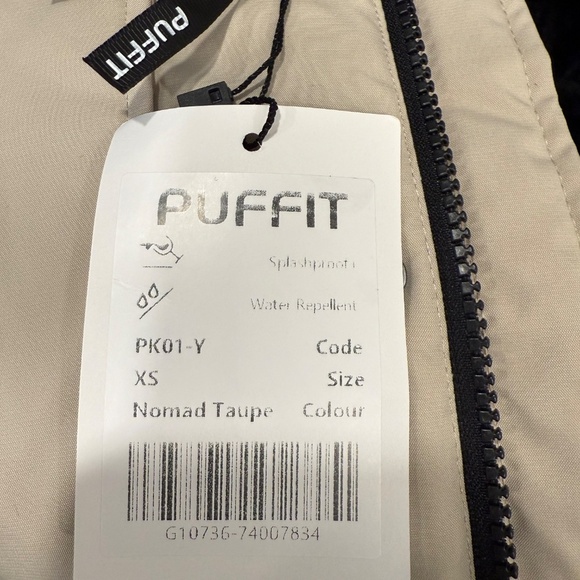 PUFFIT
PUFFIT
Splashproof
Water Repellent
PK01-Y Code
XS Size
Nomad Taupe Colour
G10736-74007834